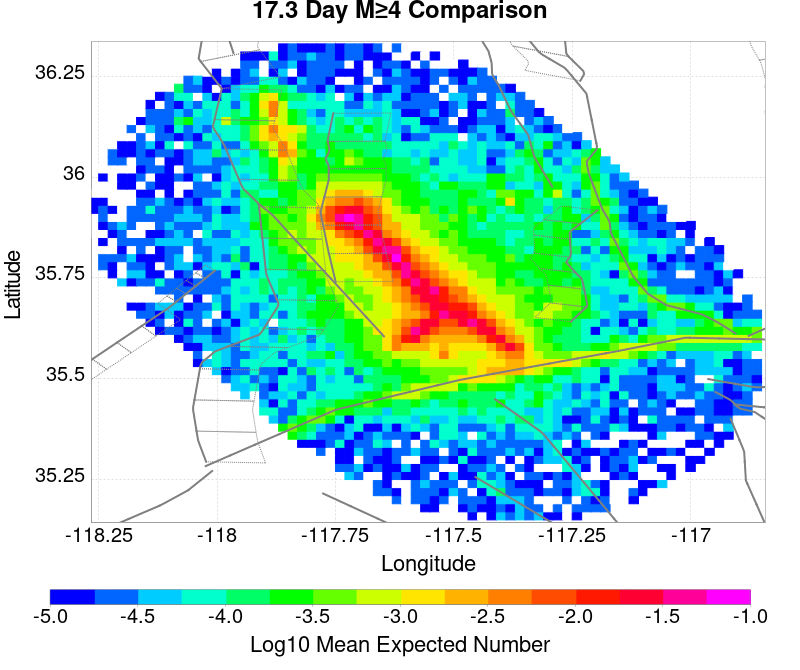 17.3 Day M≥4 Comparison
36.25
36
35.75
35.5
35.25
Latitude
-118.25 -118 -117.75 -117.5 -117.25 -117
Longitude
-5.0 -4.5 -4.0 -3.5 -3.0 -2.5 -2.0 -1.5 -1.0
Log10 Mean Expected Number